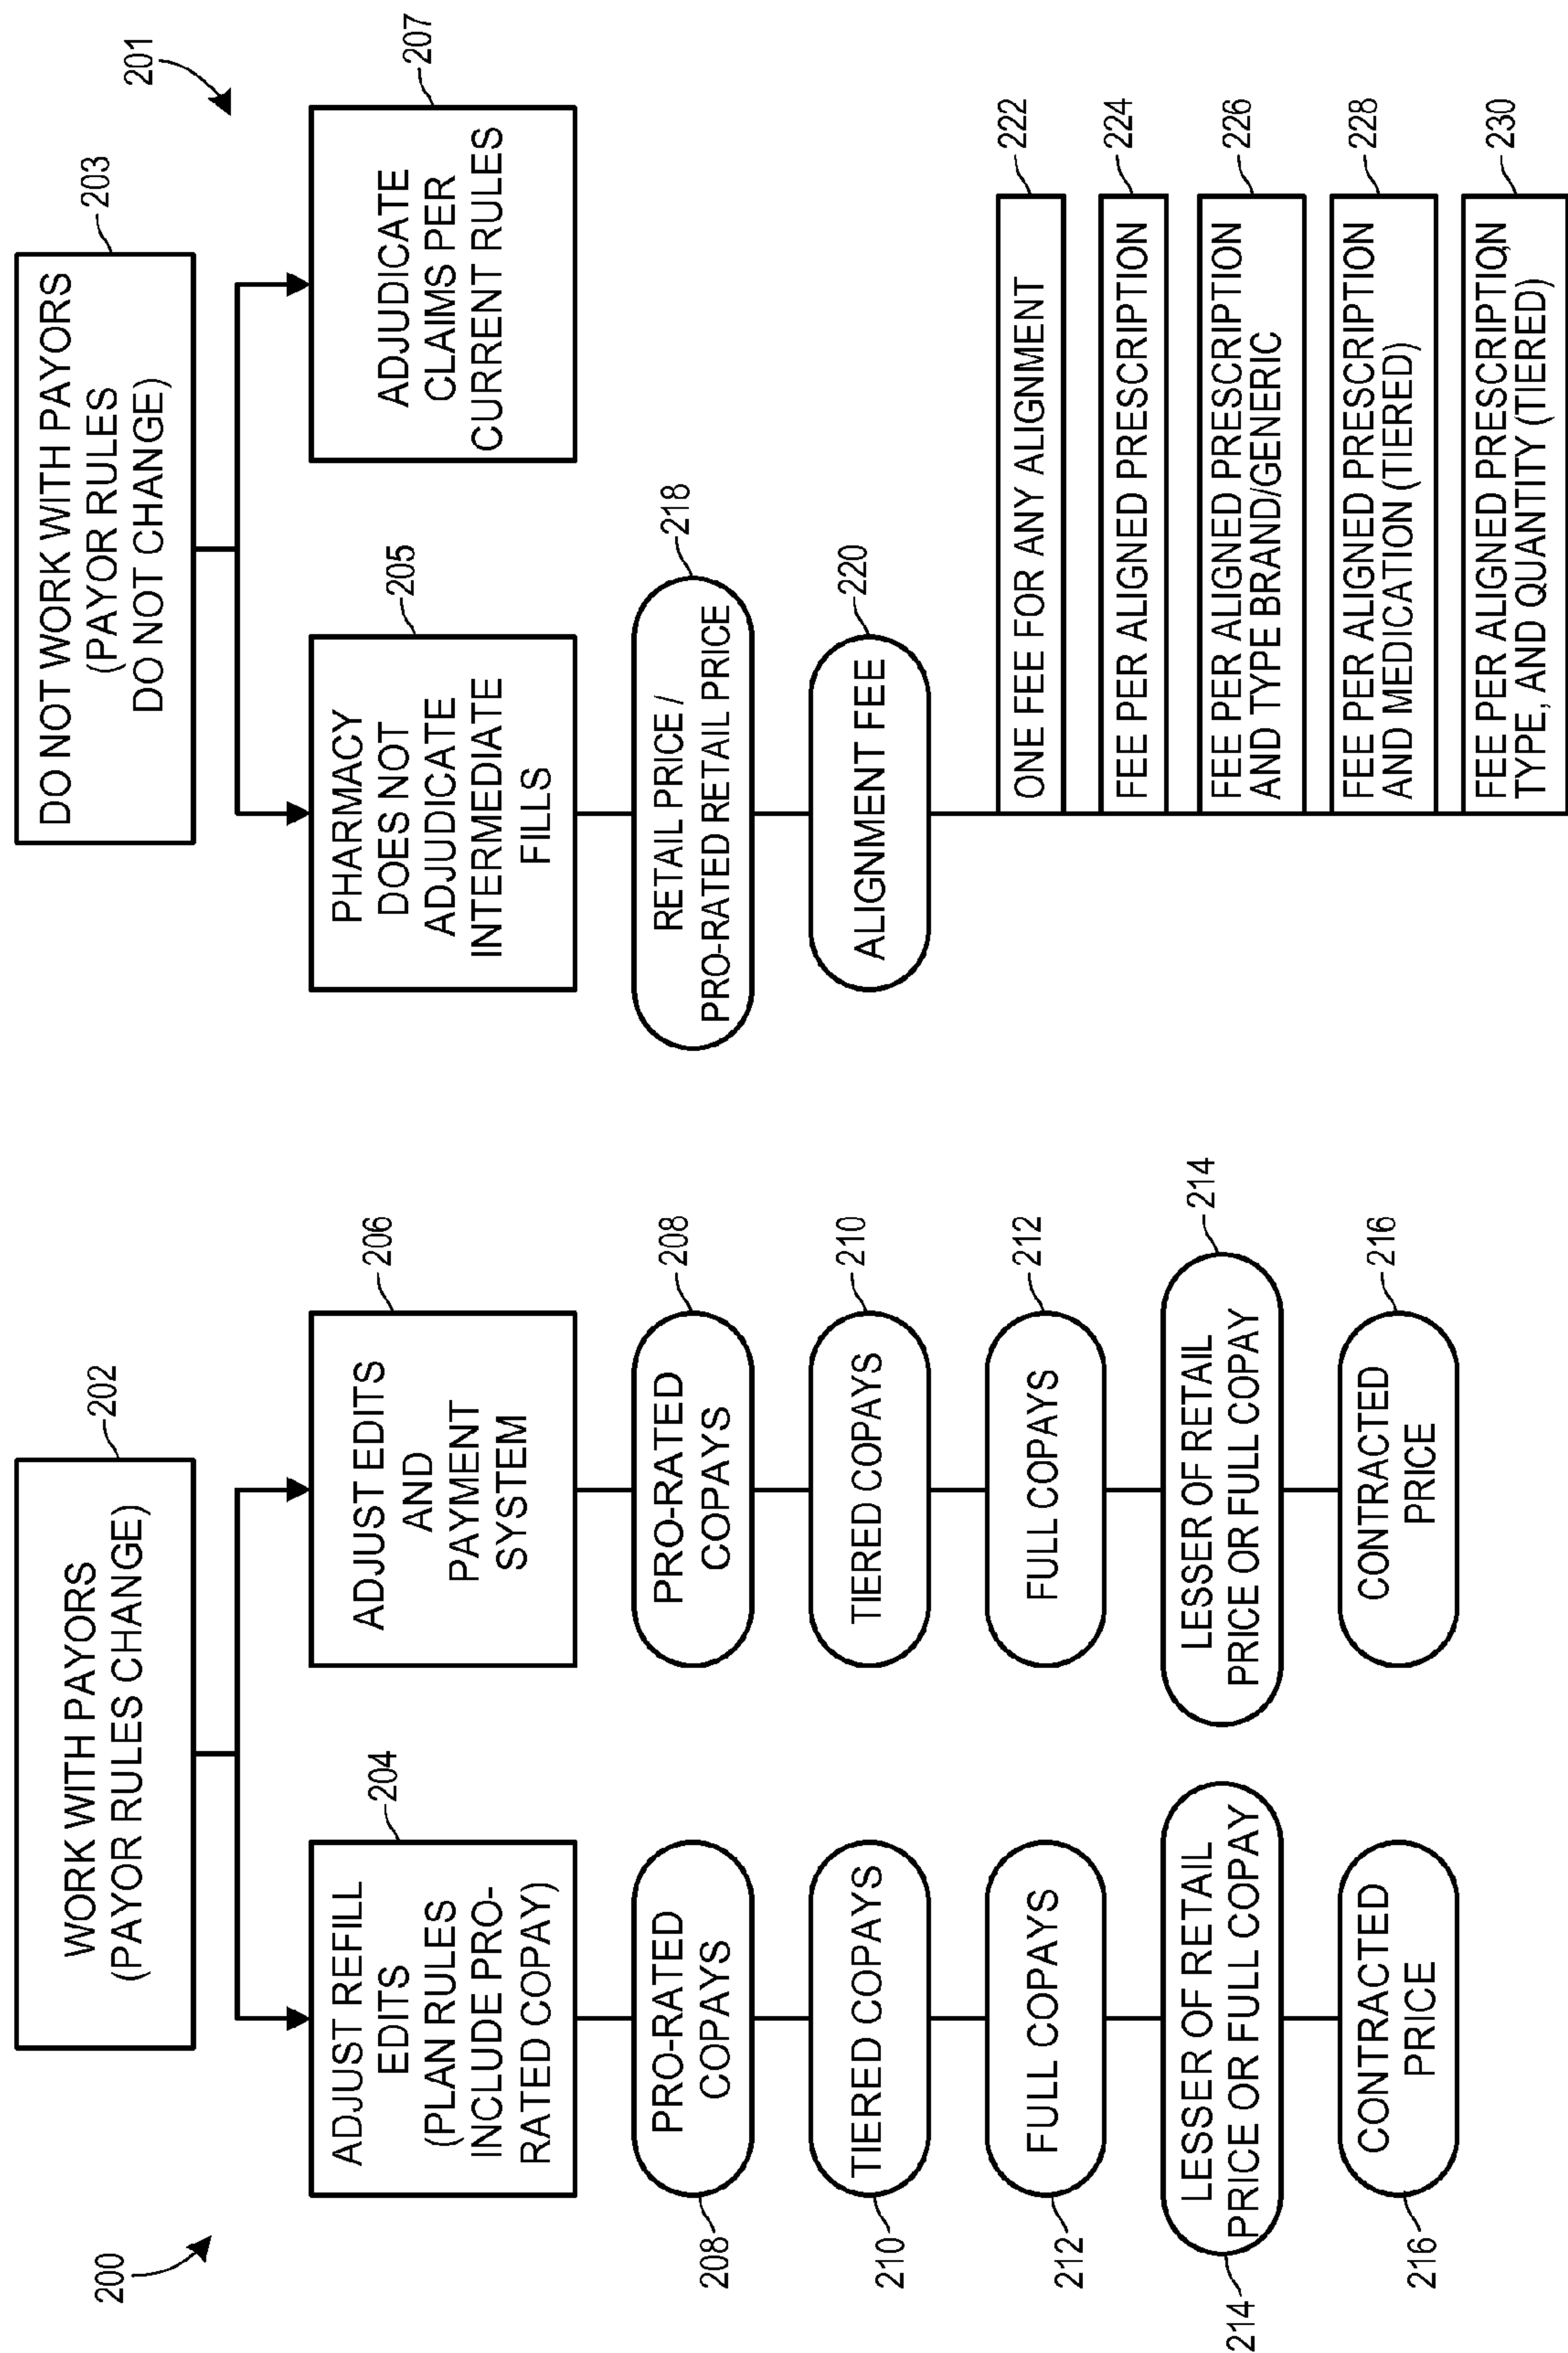 200
WORK WITH PAYORS
(PAYOR RULES CHANGE)
202
ADJUST REFILL
EDITS
(PLAN RULES
INCLUDE PRO-
RATED COPAY)
204
PRO-RATED
COPAYS
208
TIERED COPAYS
210
FULL COPAYS
212
LESSER OF RETAIL
PRICE OR FULL COPAY
214
CONTRACTED
PRICE
216
ADJUST EDITS
AND
PAYMENT
SYSTEM
206
PRO-RATED
COPAYS
208
TIERED COPAYS
210
FULL COPAYS
212
LESSER OF RETAIL
PRICE OR FULL COPAY
214
CONTRACTED
PRICE
216
201
DO NOT WORK WITH PAYORS
(PAYOR RULES
DO NOT CHANGE)
203
PHARMACY
DOES NOT
ADJUDICATE
INTERMEDIATE
FILLS
205
RETAIL PRICE /
PRO-RATED RETAIL PRICE
218
ALIGNMENT FEE
220
ADJUDICATE
CLAIMS PER
CURRENT RULES
207
ONE FEE FOR ANY ALIGNMENT
222
FEE PER ALIGNED PRESCRIPTION
224
FEE PER ALIGNED PRESCRIPTION
AND TYPE BRAND/GENERIC
226
FEE PER ALIGNED PRESCRIPTION
AND MEDICATION (TIERED)
228
FEE PER ALIGNED PRESCRIPTION,N
TYPE, AND QUANTITY (TIERED)
230